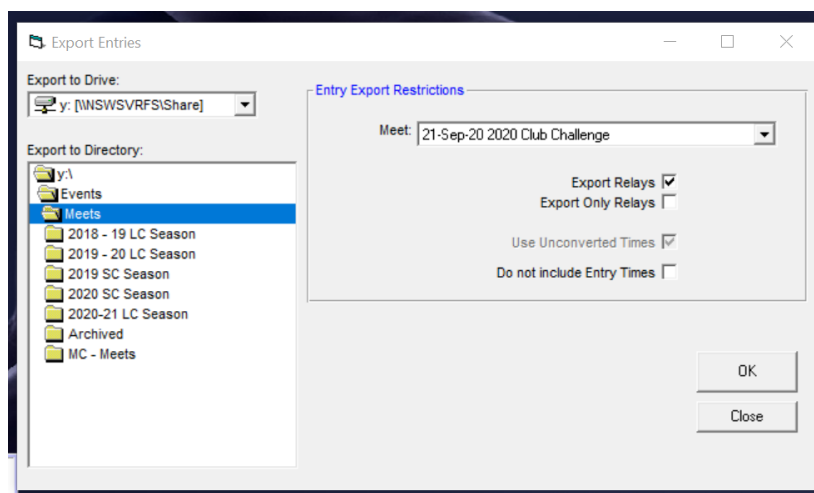 Export Entries
Export to Drive:
y: [\\NSWSVRFS\Share]
Export to Directory:
y:\
Events
Meets
2018 - 19 LC Season
2019 - 20 LC Season
2019 SC Season
2020 SC Season
2020-21 LC Season
Archived
MC - Meets
Entry Export Restrictions
Meet: 21-Sep-20 2020 Club Challenge
Export Relays
Export Only Relays
Use Unconverted Times
Do not include Entry Times
OK
Close